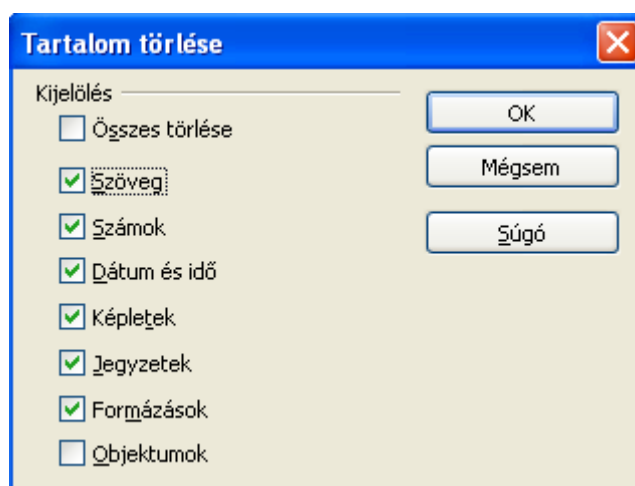 Tartalom törlése
Kijelölés
Összes törlése
Szöveg
Számok
Dátum és idő
Képletek
Jegyzetek
Formázások
Objektumok
OK
Mégsem
Súgó